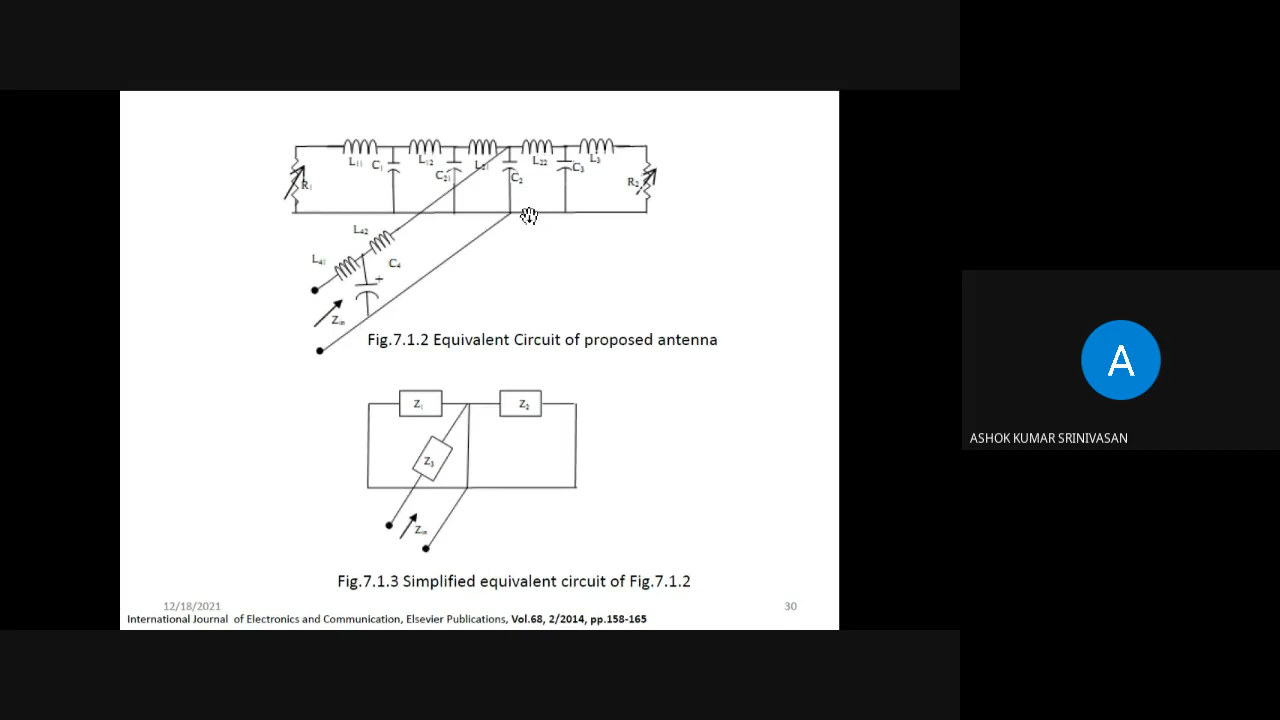 L11 C1 L12 C21 L21 C2 L22 C3 L3
R1 R2
L42
L41 C4
Zin
Fig.7.1.2 Equivalent Circuit of proposed antenna
Z1 Z2
Z3
Zin
ASHOK KUMAR SRINIVASAN
A
Fig.7.1.3 Simplified equivalent circuit of Fig.7.1.2
12/18/2021 30
International Journal of Electronics and Communication, Elsevier Publications, Vol.68, 2/2014, pp.158-165